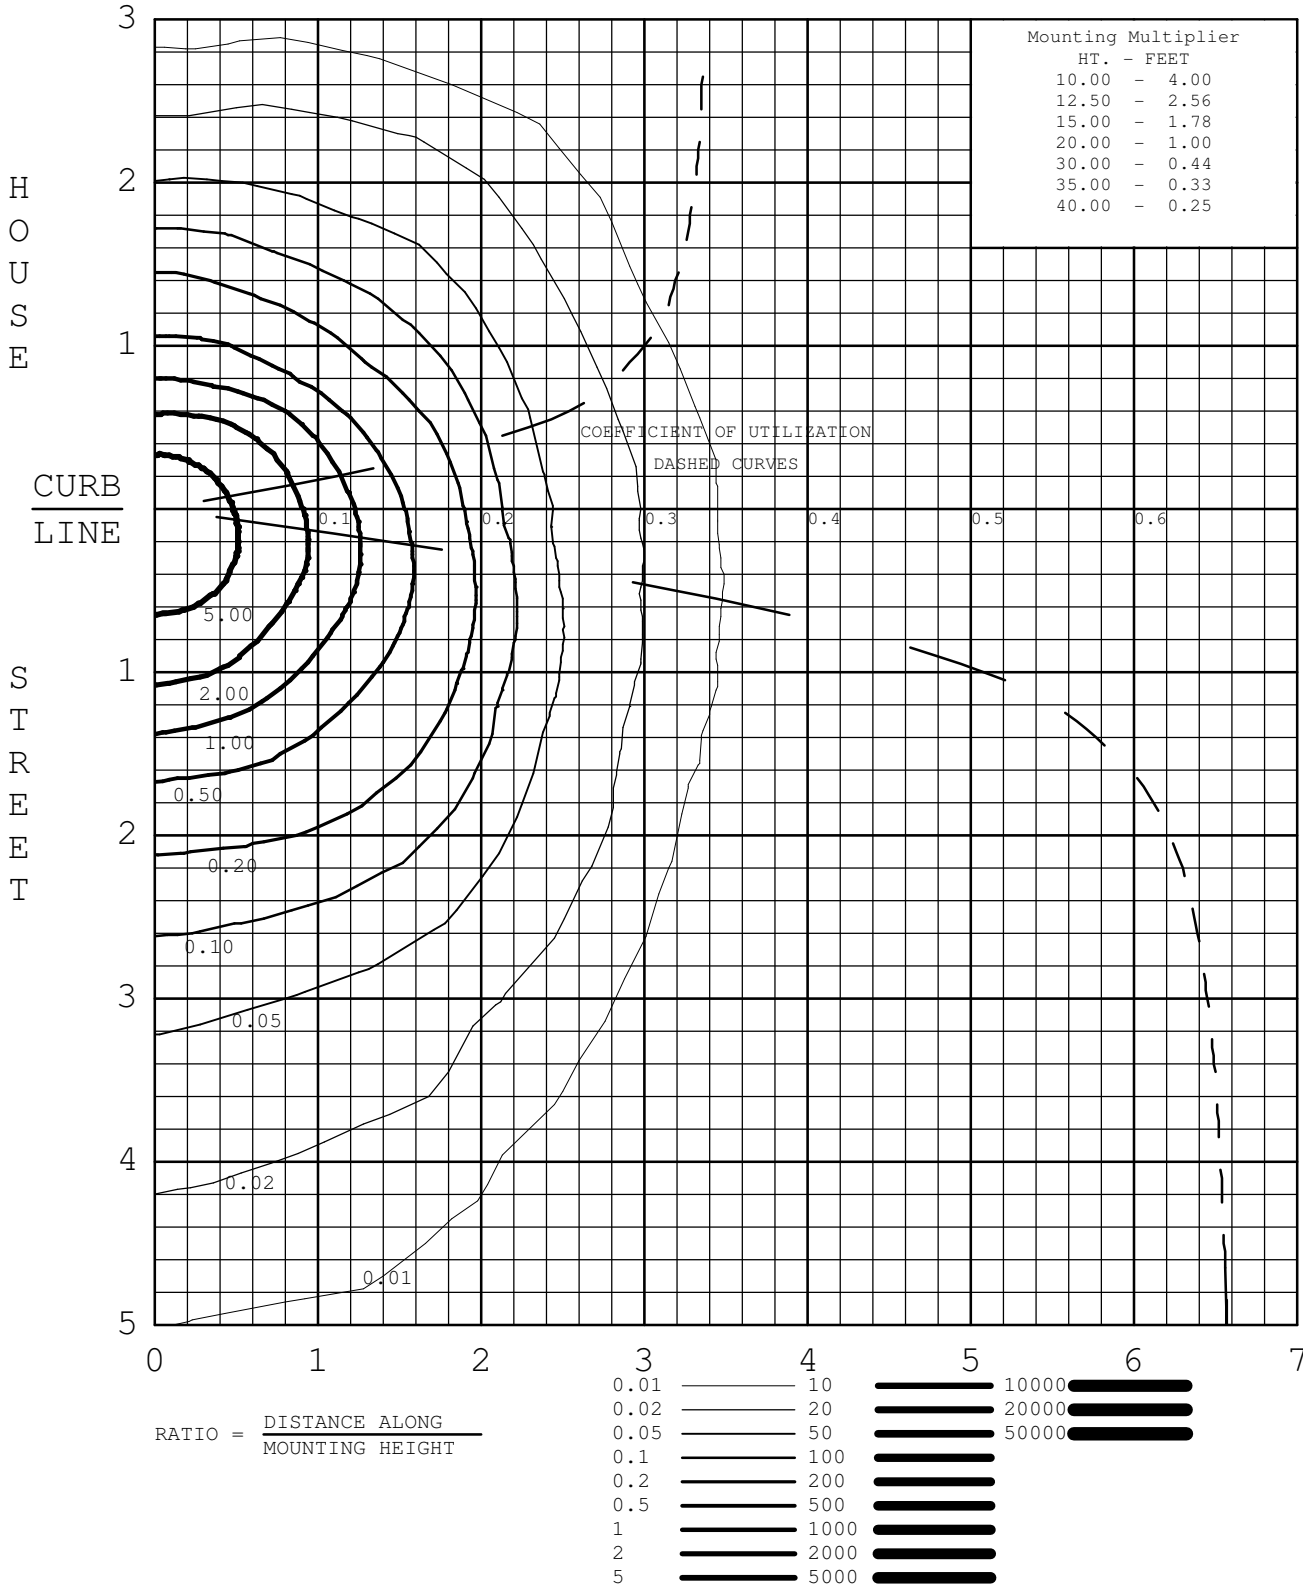 3
2
1
1
2
3
4
5
HOUSE
CURB
LINE
STREET
Mounting Multiplier
HT. - FEET
10.00 - 4.00
12.50 - 2.56
15.00 - 1.78
20.00 - 1.00
30.00 - 0.44
35.00 - 0.33
40.00 - 0.25
COEFFICIENT OF UTILIZATION
DASHED CURVES
0.1 0.2 0.3 0.4 0.5 0.6
5.00
2.00
1.00
0.50
0.20
0.10
0.05
0.02
0.01
0 1 2 3 4 5 6 7
RATIO = DISTANCE ALONG
MOUNTING HEIGHT
0.01 10 10000
0.02 20 20000
0.05 50 50000
0.1 100
0.2 200
0.5 500
1 1000
2 2000
5 5000